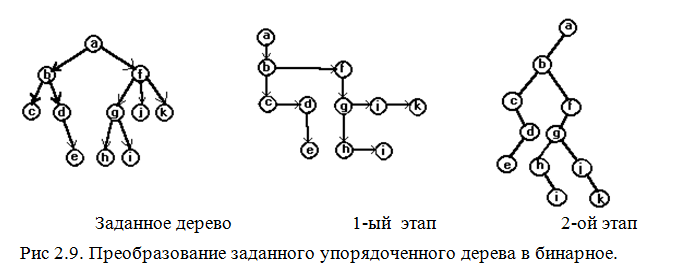 a
b f
c d g j k
e h i
a
b f
c d g i k
e h i
a
b
c f
d g
e h j
i k
Заданное дерево 1-ый этап 2-ой этап
Рис 2.9. Преобразование заданного упорядоченного дерева в бинарное.